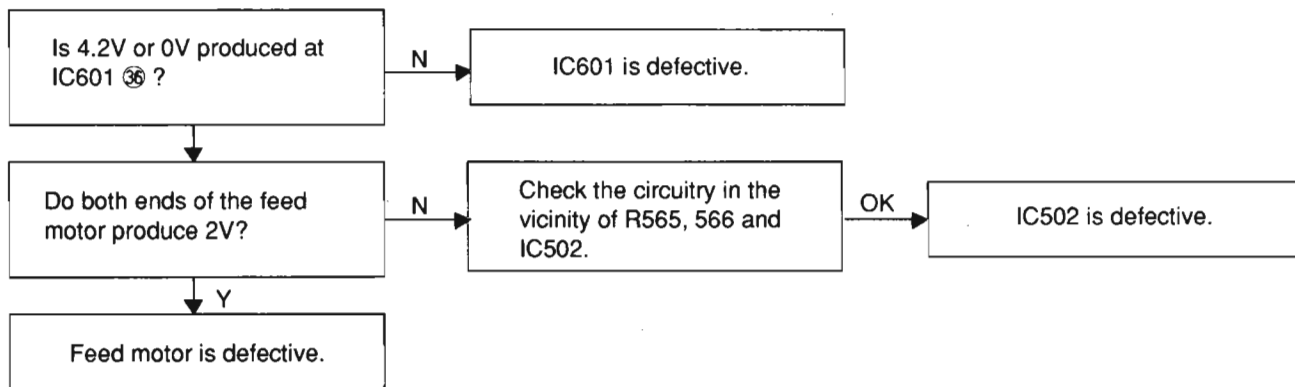 Is 4.2V or 0V produced at
IC601 ㊱ ?
N
IC601 is defective.
Do both ends of the feed
motor produce 2V?
N
Check the circuitry in the
vicinity of R565, 566 and
IC502.
OK
IC502 is defective.
Y
Feed motor is defective.